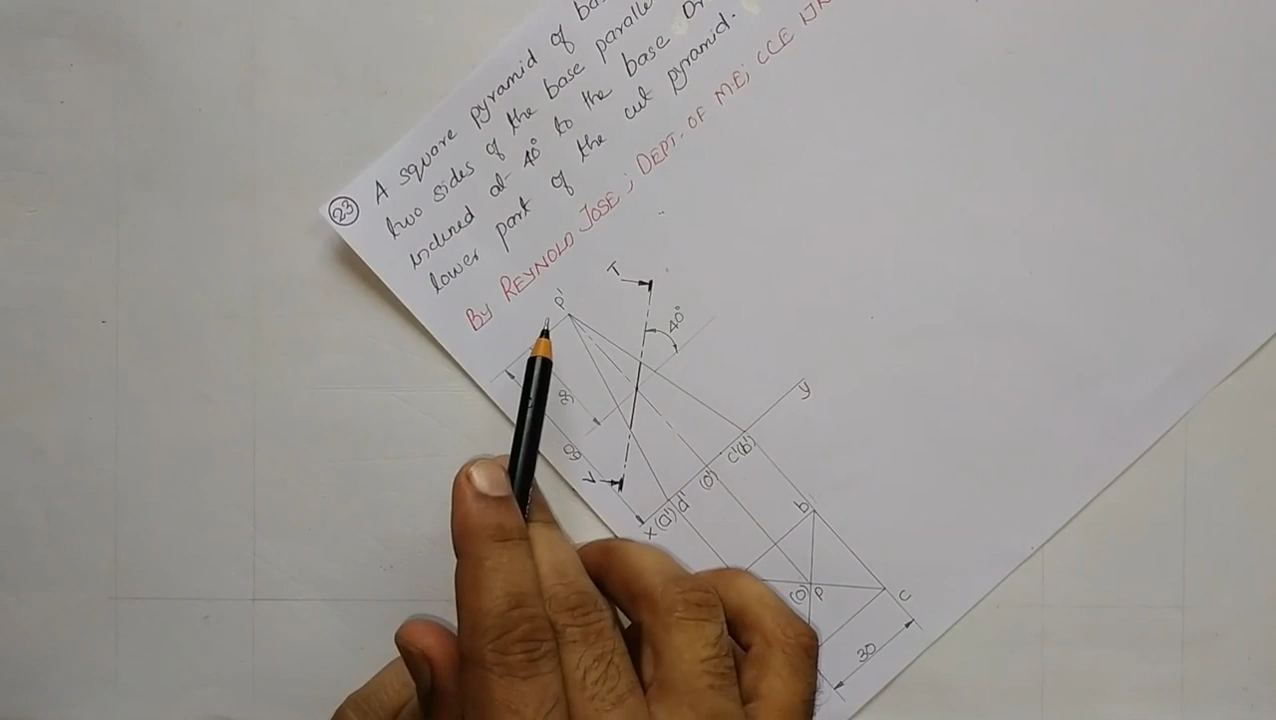 23 A square pyramid of
two sides of the base
inclined at 40° to the base
lower part of the cut pyramid.
By REYNOLD JOSE ; DEPT. OF ME; CCE
T
P'
40°
y
V
60
c'(b')
(o')
x (a') d'
b
(o) P
c
30